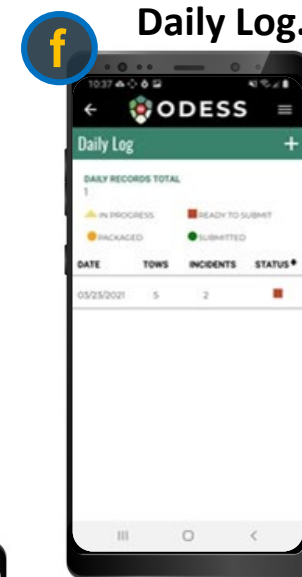 Daily Log.
f
10:37
ODESS
Daily Log +
DAILY RECORDS TOTAL
1
IN PROGRESS READY TO SUBMIT
PACKAGED SUBMITTED
DATE TOWS INCIDENTS STATUS
03/23/2021 5 2